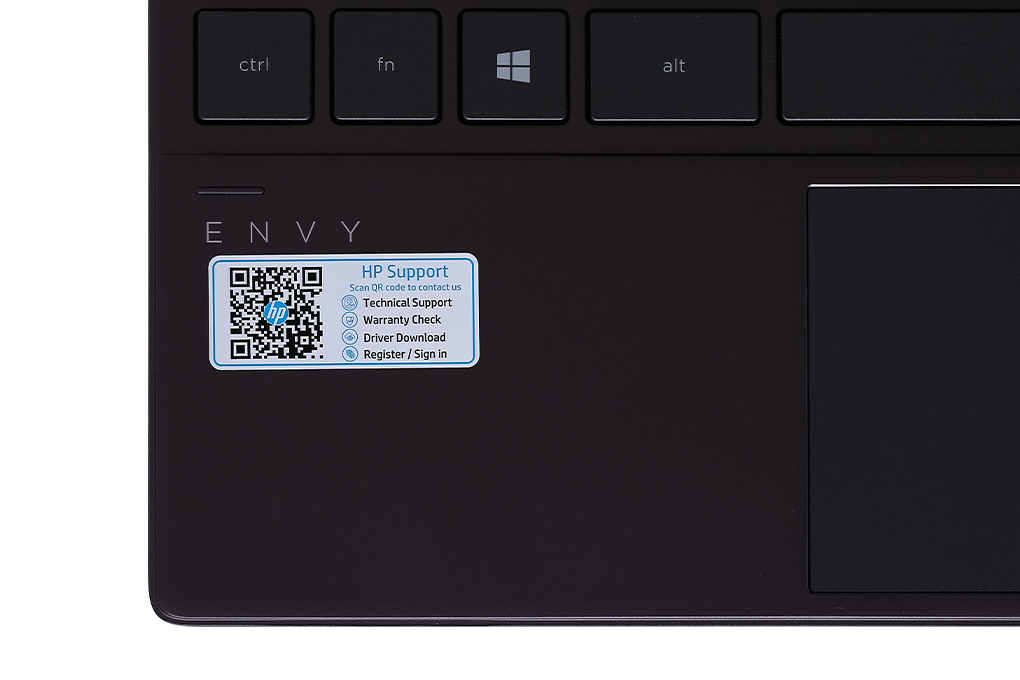 ctrl fn alt
ENVY
HP Support
Scan QR code to contact us
hp
Technical Support
Warranty Check
Driver Download
Register / Sign in